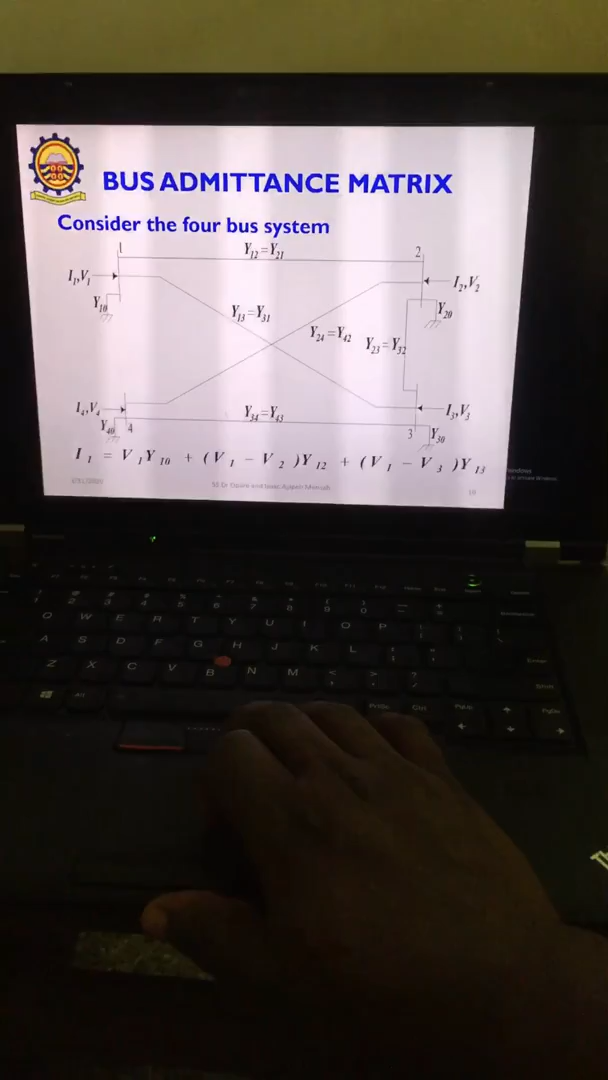 BUS ADMITTANCE MATRIX
Consider the four bus system
1
Y12=Y21
2
I1,V1
I2,V2
Y10
Y13=Y31
Y20
Y24=Y42
Y23=Y32
I4,V4
Y34=Y43
I3,V3
Y40
4
3
Y30
I1 = V1Y10 + (V1 − V2)Y12 + (V1 − V3)Y13
19
W E R T Y U I O P
A S D F G H J K L
Z X C V B N M